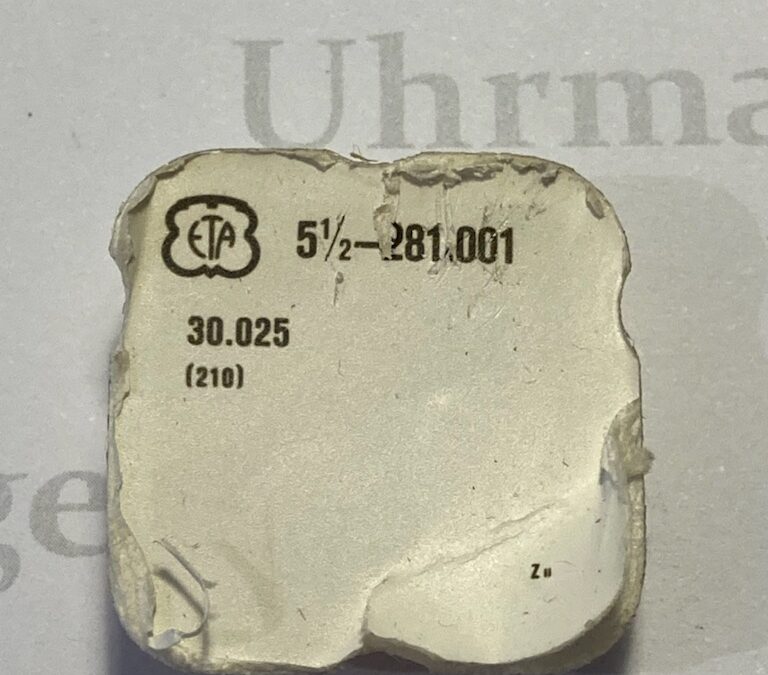 Uhrma
ETA 5½–281.001
30.025
(210)
ge
Z